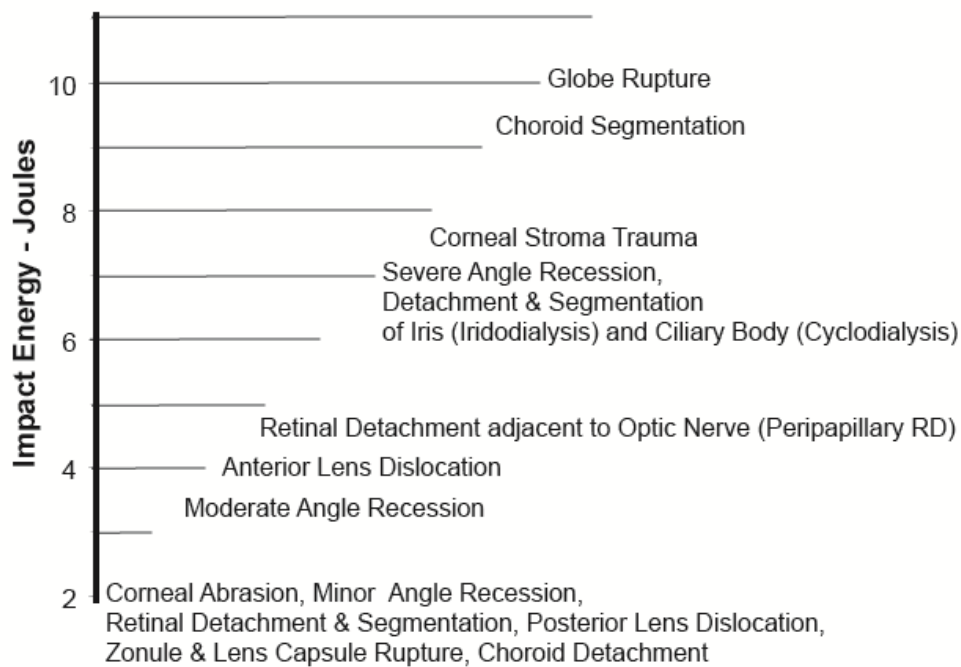 10
Globe Rupture
Choroid Segmentation
8
Corneal Stroma Trauma
Severe Angle Recession,
Detachment & Segmentation
of Iris (Iridodialysis) and Ciliary Body (Cyclodialysis)
6
Retinal Detachment adjacent to Optic Nerve (Peripapillary RD)
4
Anterior Lens Dislocation
Moderate Angle Recession
2
Corneal Abrasion, Minor Angle Recession,
Retinal Detachment & Segmentation, Posterior Lens Dislocation,
Zonule & Lens Capsule Rupture, Choroid Detachment
Impact Energy - Joules